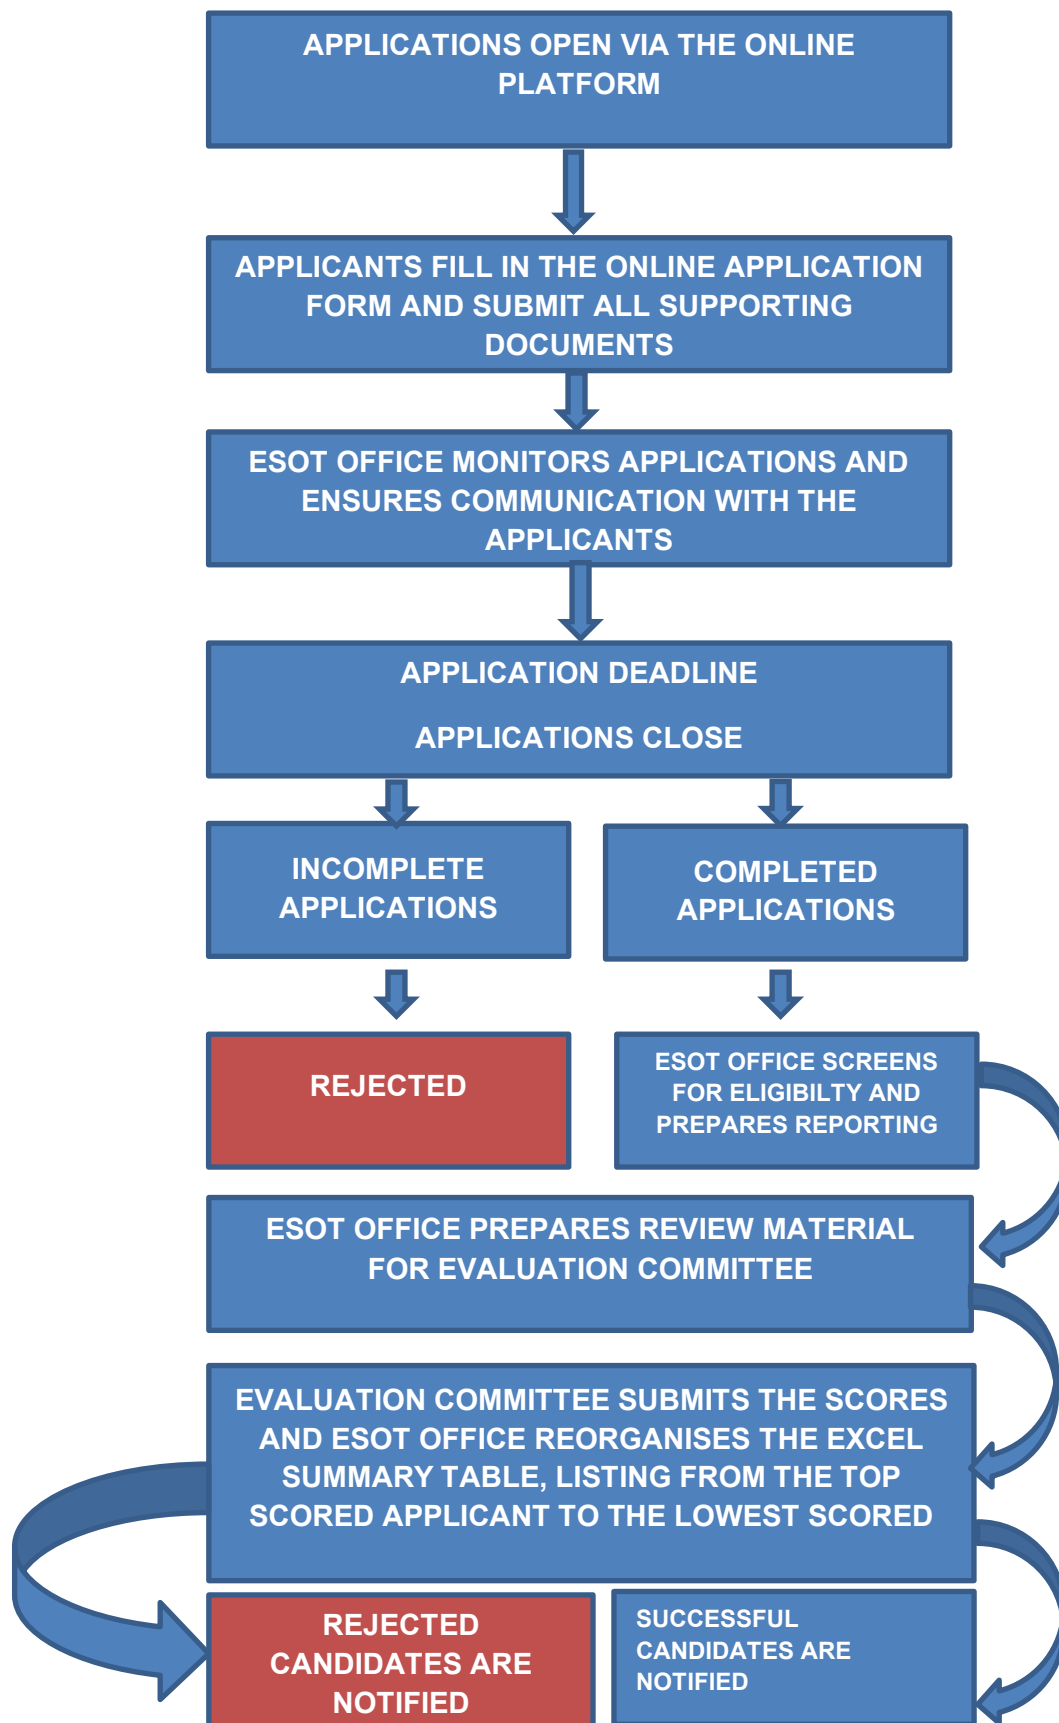 APPLICATIONS OPEN VIA THE ONLINE
PLATFORM
APPLICANTS FILL IN THE ONLINE APPLICATION
FORM AND SUBMIT ALL SUPPORTING
DOCUMENTS
ESOT OFFICE MONITORS APPLICATIONS AND
ENSURES COMMUNICATION WITH THE
APPLICANTS
APPLICATION DEADLINE
APPLICATIONS CLOSE
INCOMPLETE
APPLICATIONS
COMPLETED
APPLICATIONS
REJECTED
ESOT OFFICE SCREENS
FOR ELIGIBILTY AND
PREPARES REPORTING
ESOT OFFICE PREPARES REVIEW MATERIAL
FOR EVALUATION COMMITTEE
EVALUATION COMMITTEE SUBMITS THE SCORES
AND ESOT OFFICE REORGANISES THE EXCEL
SUMMARY TABLE, LISTING FROM THE TOP
SCORED APPLICANT TO THE LOWEST SCORED
REJECTED
CANDIDATES ARE
NOTIFIED
SUCCESSFUL
CANDIDATES ARE
NOTIFIED